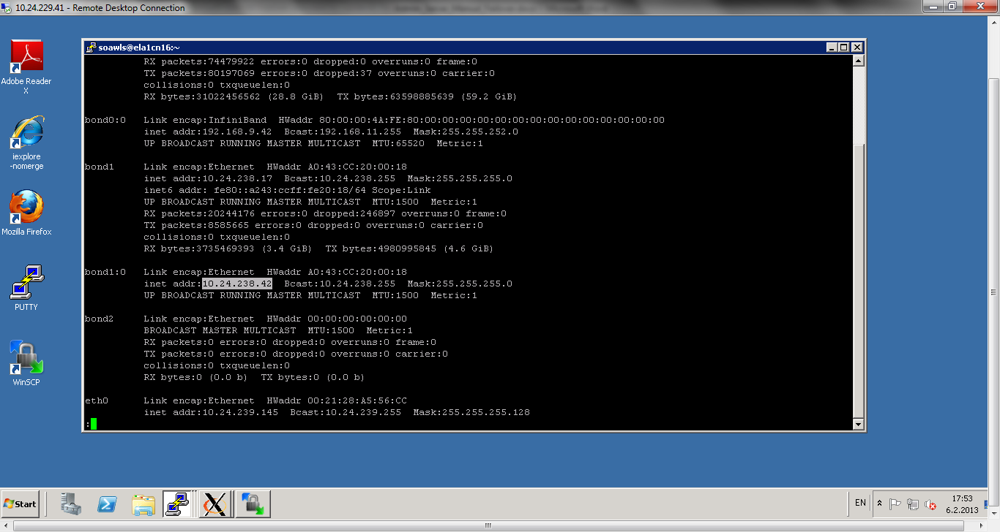 10.24.229.41 - Remote Desktop Connection
Adobe Reader
X
iexplore
-nomerge
Mozilla Firefox
PUTTY
WinSCP
soawls@ela1cn16:~
RX packets:74479922 errors:0 dropped:0 overruns:0 frame:0
TX packets:80197069 errors:0 dropped:37 overruns:0 carrier:0
collisions:0 txqueuelen:0
RX bytes:31022456562 (28.8 GiB)  TX bytes:63598885639 (59.2 GiB)
bond0:0   Link encap:InfiniBand  HWaddr 80:00:00:4A:FE:80:00:00:00:00:00:00:00:00:00:00:00:00:00:00
inet addr:192.168.9.42  Bcast:192.168.11.255  Mask:255.255.252.0
UP BROADCAST RUNNING MASTER MULTICAST  MTU:65520  Metric:1
bond1     Link encap:Ethernet  HWaddr A0:43:CC:20:00:18
inet addr:10.24.238.17  Bcast:10.24.238.255  Mask:255.255.255.0
inet6 addr: fe80::a243:ccff:fe20:18/64 Scope:Link
UP BROADCAST RUNNING MASTER MULTICAST  MTU:1500  Metric:1
RX packets:20244176 errors:0 dropped:246897 overruns:0 frame:0
TX packets:8585665 errors:0 dropped:0 overruns:0 carrier:0
collisions:0 txqueuelen:0
RX bytes:3735469393 (3.4 GiB)  TX bytes:4980995845 (4.6 GiB)
bond1:0   Link encap:Ethernet  HWaddr A0:43:CC:20:00:18
inet addr:10.24.238.42  Bcast:10.24.238.255  Mask:255.255.255.0
UP BROADCAST RUNNING MASTER MULTICAST  MTU:1500  Metric:1
bond2     Link encap:Ethernet  HWaddr 00:00:00:00:00:00
BROADCAST MASTER MULTICAST  MTU:1500  Metric:1
RX packets:0 errors:0 dropped:0 overruns:0 frame:0
TX packets:0 errors:0 dropped:0 overruns:0 carrier:0
collisions:0 txqueuelen:0
RX bytes:0 (0.0 b)  TX bytes:0 (0.0 b)
eth0      Link encap:Ethernet  HWaddr 00:21:28:A5:56:CC
inet addr:10.24.239.145  Bcast:10.24.239.255  Mask:255.255.255.128
:
Start
EN
17:53
6.2.2013